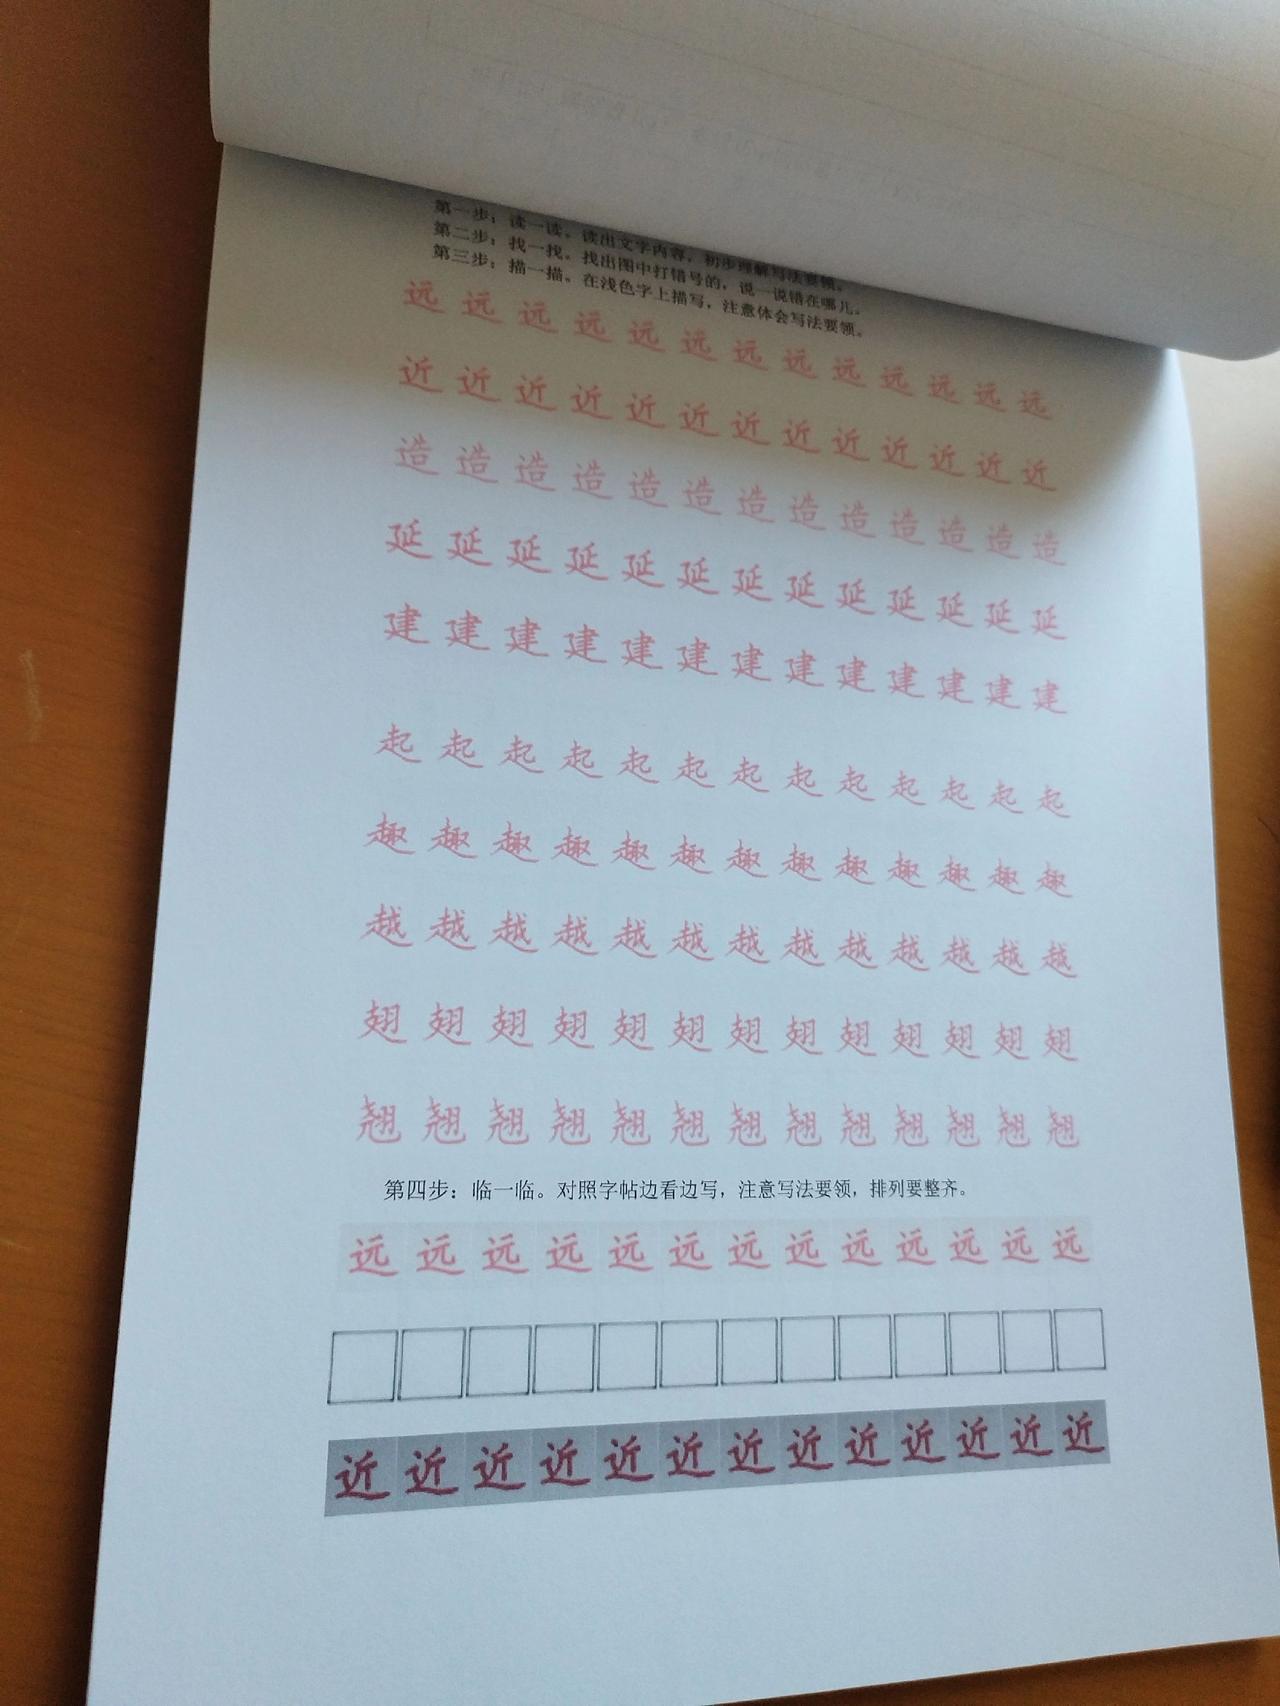 第一步：读一读。读出文字内容，初步理解写法要领。
第二步：找一找。找出图中打错号的，说一说错在哪儿。
第三步：描一描。在浅色字上描写，注意体会写法要领。
远远远远远远远远远远远远远
近近近近近近近近近近近近近
造造造造造造造造造造造造造
延延延延延延延延延延延延延
建建建建建建建建建建建建建
起起起起起起起起起起起起起
趣趣趣趣趣趣趣趣趣趣趣趣趣
越越越越越越越越越越越越越
翅翅翅翅翅翅翅翅翅翅翅翅翅
翘翘翘翘翘翘翘翘翘翘翘翘翘
第四步：临一临。对照字帖边看边写，注意写法要领，排列要整齐。
远远远远远远远远远远远远远
近近近近近近近近近近近近近